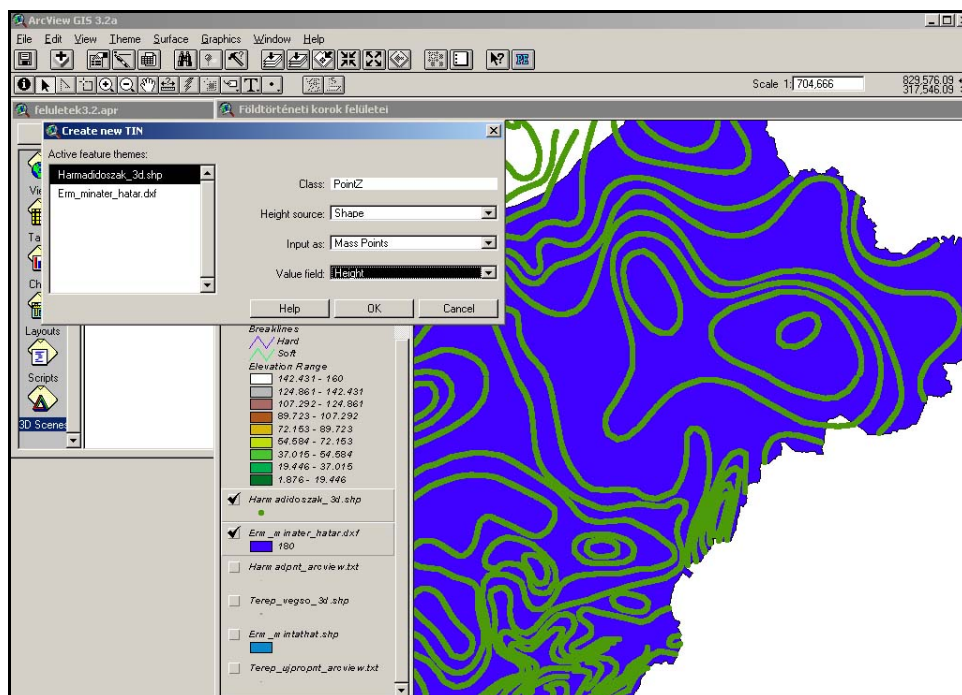 ArcView GIS 3.2a
File Edit View Theme Surface Graphics Window Help
Scale 1: 704,666
829,576.09
317,546.09
feluletek3.2.apr
Földtörténeti korok felületei
Create new TIN
Active feature themes:
Harmadidoszak_3d.shp
Erm_minater_hatar.dxf
Class: PointZ
Height source: Shape
Input as: Mass Points
Value field: Height
Help OK Cancel
Vie
Ta
Ch
Layouts
Scripts
3D Scenes
Breaklines
Hard
Soft
Elevation Range
142.431 - 160
124.861 - 142.431
107.292 - 124.861
89.723 - 107.292
72.153 - 89.723
54.584 - 72.153
37.015 - 54.584
19.446 - 37.015
1.876 - 19.446
Harmadidoszak_3d.shp
Erm_minater_hatar.dxf
180
Harmadpnt_arcview.txt
Terep_vegso_3d.shp
Erm_mintathat.shp
Terep_ujpropnt_arcview.txt